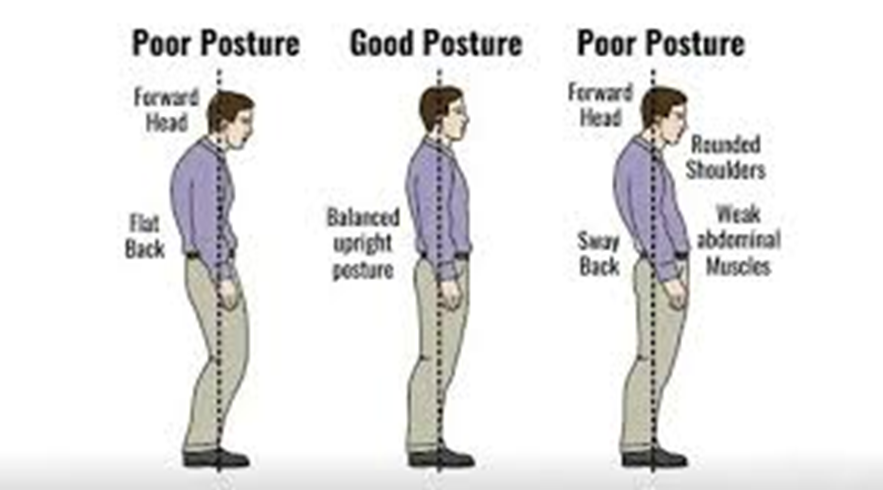 Poor Posture
Good Posture
Poor Posture
Forward
Head
Flat
Back
Balanced
upright
posture
Forward
Head
Rounded
Shoulders
Sway
Back
Weak
abdominal
Muscles